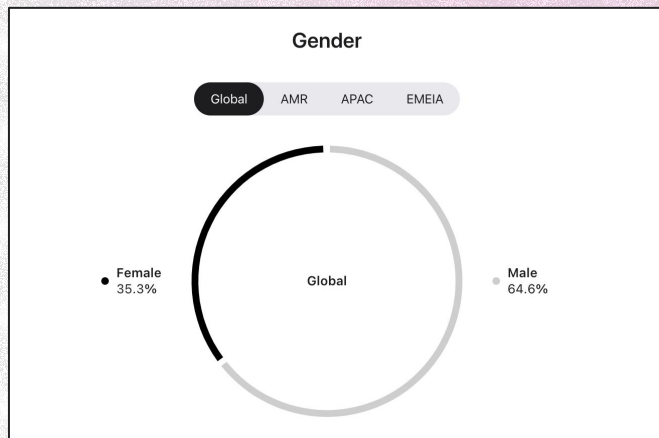 Gender
Global AMR APAC EMEIA
Female
35.3%
Global
Male
64.6%